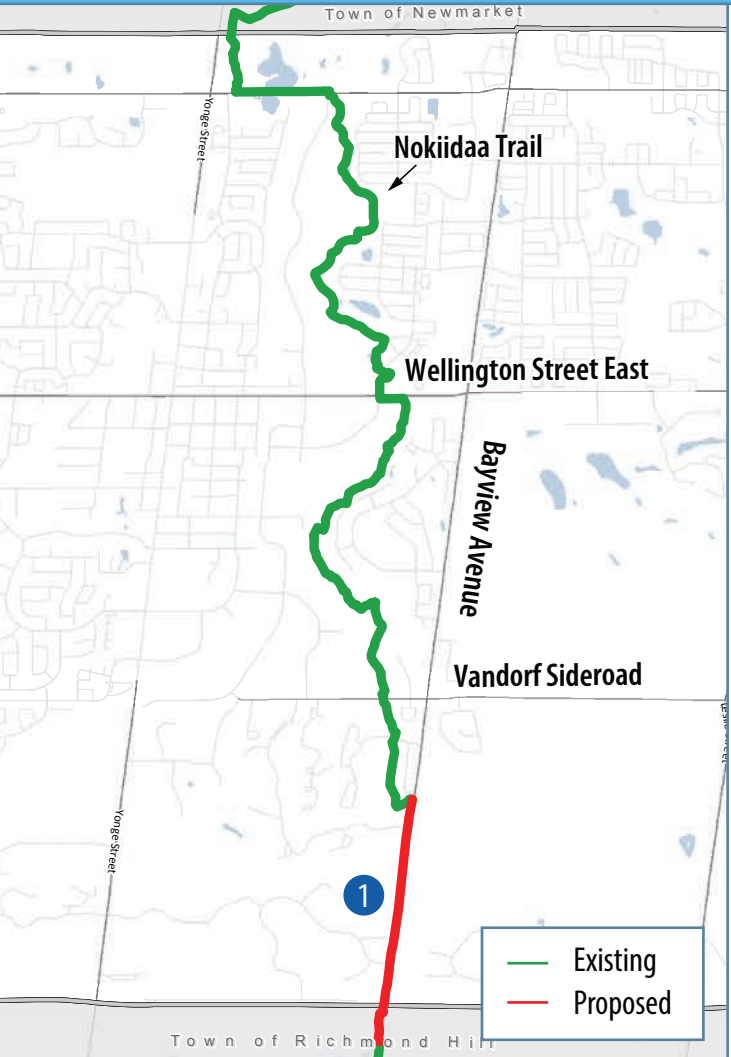 Town of Newmarket
Yonge Street
Nokiidaa Trail
Wellington Street East
Bayview Avenue
Vandorf Sideroad
Yonge Street
1
Existing
Proposed
Town of Richmond Hill